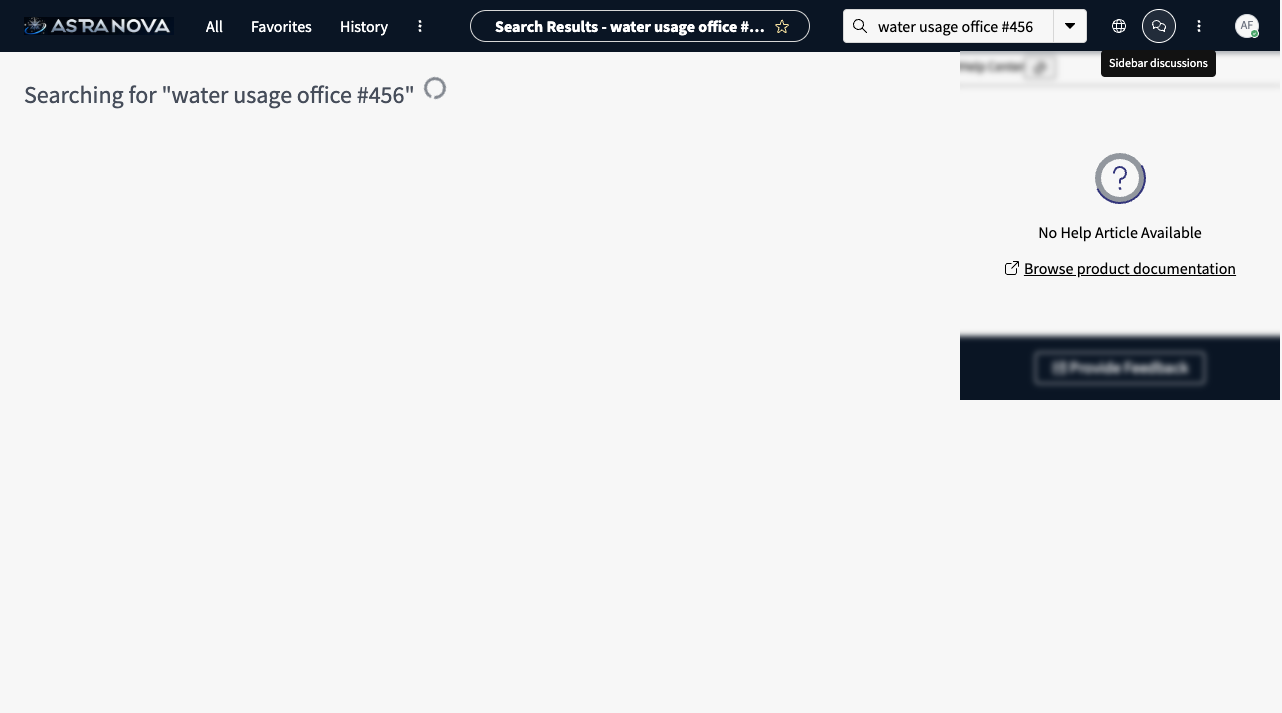 ASTRANOVA
All
Favorites
History
Search Results - water usage office #...
water usage office #456
AF
Sidebar discussions
Searching for "water usage office #456"
Help Center
No Help Article Available
Browse product documentation
Provide Feedback